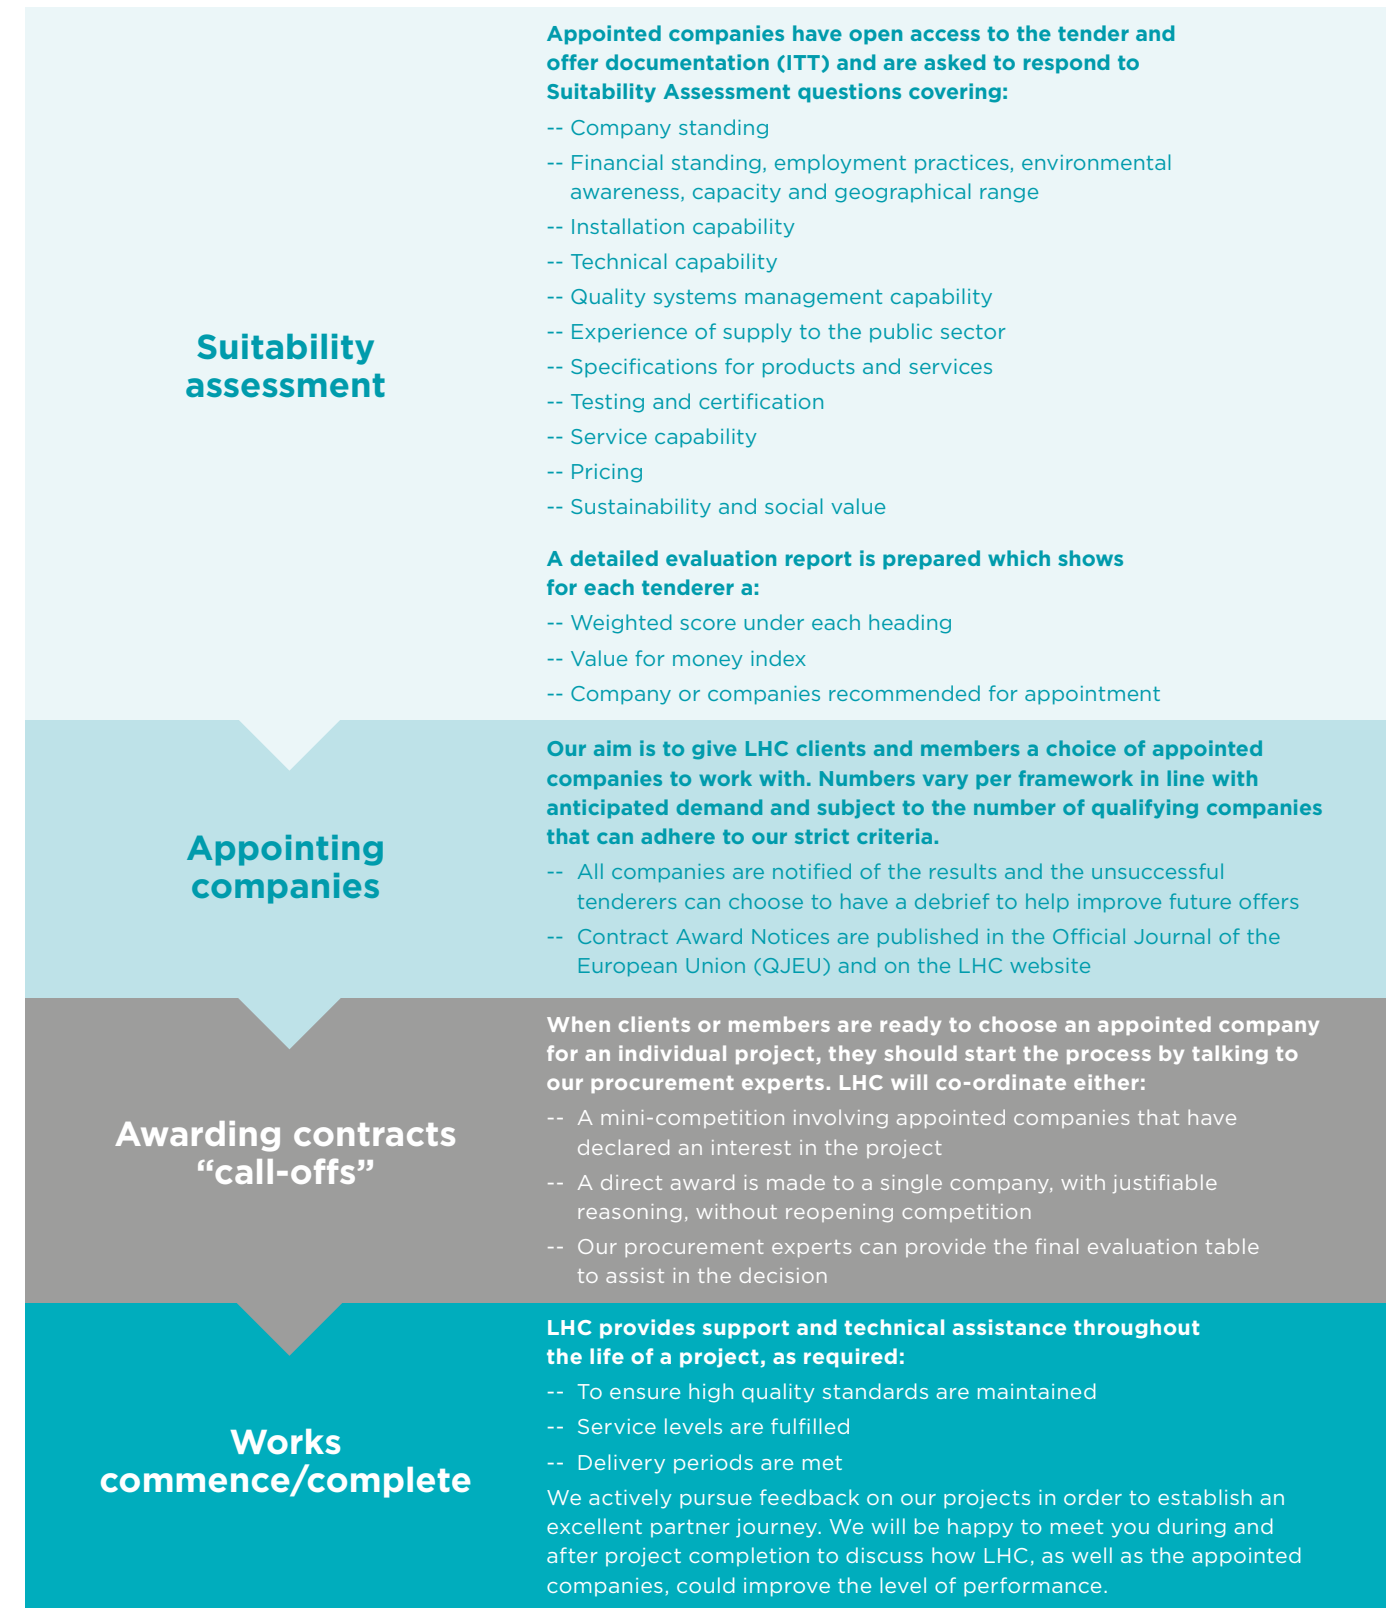 Suitability
assessment
Appointed companies have open access to the tender and
offer documentation (ITT) and are asked to respond to
Suitability Assessment questions covering:
-- Company standing
-- Financial standing, employment practices, environmental
awareness, capacity and geographical range
-- Installation capability
-- Technical capability
-- Quality systems management capability
-- Experience of supply to the public sector
-- Specifications for products and services
-- Testing and certification
-- Service capability
-- Pricing
-- Sustainability and social value
A detailed evaluation report is prepared which shows
for each tenderer a:
-- Weighted score under each heading
-- Value for money index
-- Company or companies recommended for appointment
Appointing
companies
Our aim is to give LHC clients and members a choice of appointed
companies to work with. Numbers vary per framework in line with
anticipated demand and subject to the number of qualifying companies
that can adhere to our strict criteria.
-- All companies are notified of the results and the unsuccessful
tenderers can choose to have a debrief to help improve future offers
-- Contract Award Notices are published in the Official Journal of the
European Union (QJEU) and on the LHC website
Awarding contracts
“call-offs”
When clients or members are ready to choose an appointed company
for an individual project, they should start the process by talking to
our procurement experts. LHC will co-ordinate either:
-- A mini-competition involving appointed companies that have
declared an interest in the project
-- A direct award is made to a single company, with justifiable
reasoning, without reopening competition
-- Our procurement experts can provide the final evaluation table
to assist in the decision
Works
commence/complete
LHC provides support and technical assistance throughout
the life of a project, as required:
-- To ensure high quality standards are maintained
-- Service levels are fulfilled
-- Delivery periods are met
We actively pursue feedback on our projects in order to establish an
excellent partner journey. We will be happy to meet you during and
after project completion to discuss how LHC, as well as the appointed
companies, could improve the level of performance.